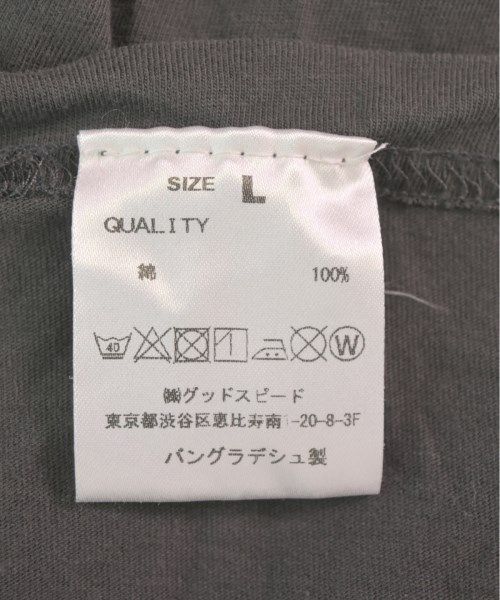 SIZE L
QUALITY
綿 100%
40 W
㈱グッドスピード
東京都渋谷区恵比寿南1-20-8-3F
バングラデシュ製